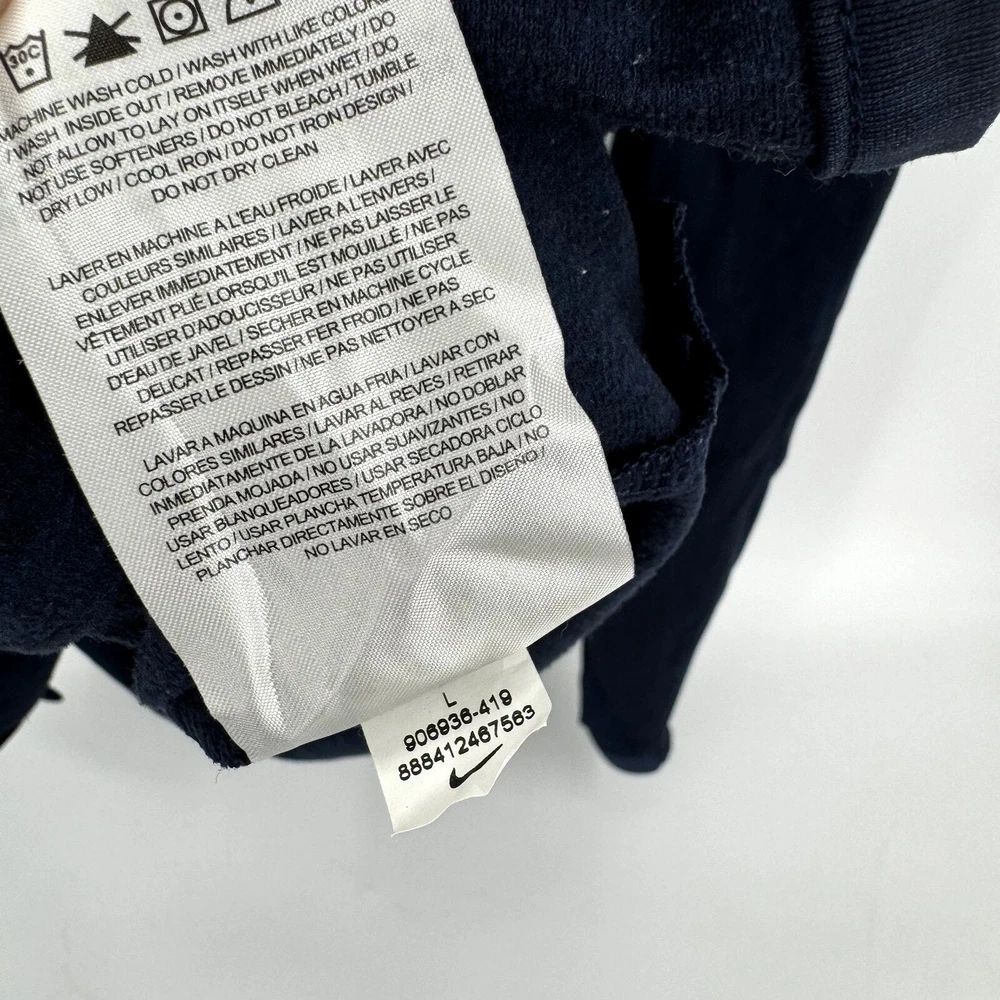 30C
MACHINE WASH COLD / WASH WITH LIKE COLORS
/ WASH INSIDE OUT / REMOVE IMMEDIATELY / DO
NOT ALLOW TO LAY ON ITSELF WHEN WET / DO
NOT USE SOFTENERS / DO NOT BLEACH / TUMBLE
DRY LOW / COOL IRON / DO NOT IRON DESIGN /
DO NOT DRY CLEAN
LAVER EN MACHINE A L'EAU FROIDE / LAVER AVEC
COULEURS SIMILAIRES / LAVER A L'ENVERS /
ENLEVER IMMEDIATEMENT / NE PAS LAISSER LE
VÊTEMENT PLIÉ LORSQU'IL EST MOUILLÉ / NE PAS
UTILISER D'ADOUCISSEUR / NE PAS UTILISER
D'EAU DE JAVEL / SECHER EN MACHINE CYCLE
DELICAT / REPASSER FER FROID / NE PAS
REPASSER LE DESSIN / NE PAS NETTOYER A SEC
LAVAR A MAQUINA EN AGUA FRIA / LAVAR CON
COLORES SIMILARES / LAVAR AL REVES / RETIRAR
INMEDIATAMENTE DE LA LAVADORA / NO DOBLAR
PRENDA MOJADA / NO USAR SUAVIZANTES / NO
USAR BLANQUEADORES / USAR SECADORA CICLO
LENTO / USAR PLANCHA TEMPERATURA BAJA / NO
PLANCHAR DIRECTAMENTE SOBRE EL DISEÑO /
NO LAVAR EN SECO
L
906936-419
888412467563